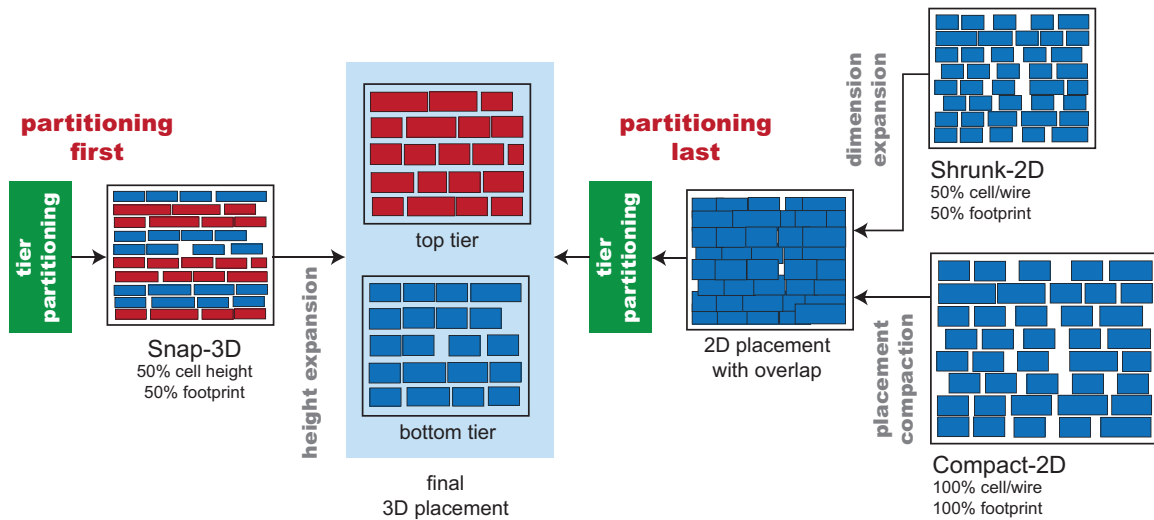 partitioning
first
tier
partitioning
Snap-3D
50% cell height
50% footprint
height expansion
top tier
bottom tier
final
3D placement
partitioning
last
tier
partitioning
2D placement
with overlap
dimension
expansion
Shrunk-2D
50% cell/wire
50% footprint
placement
compaction
Compact-2D
100% cell/wire
100% footprint